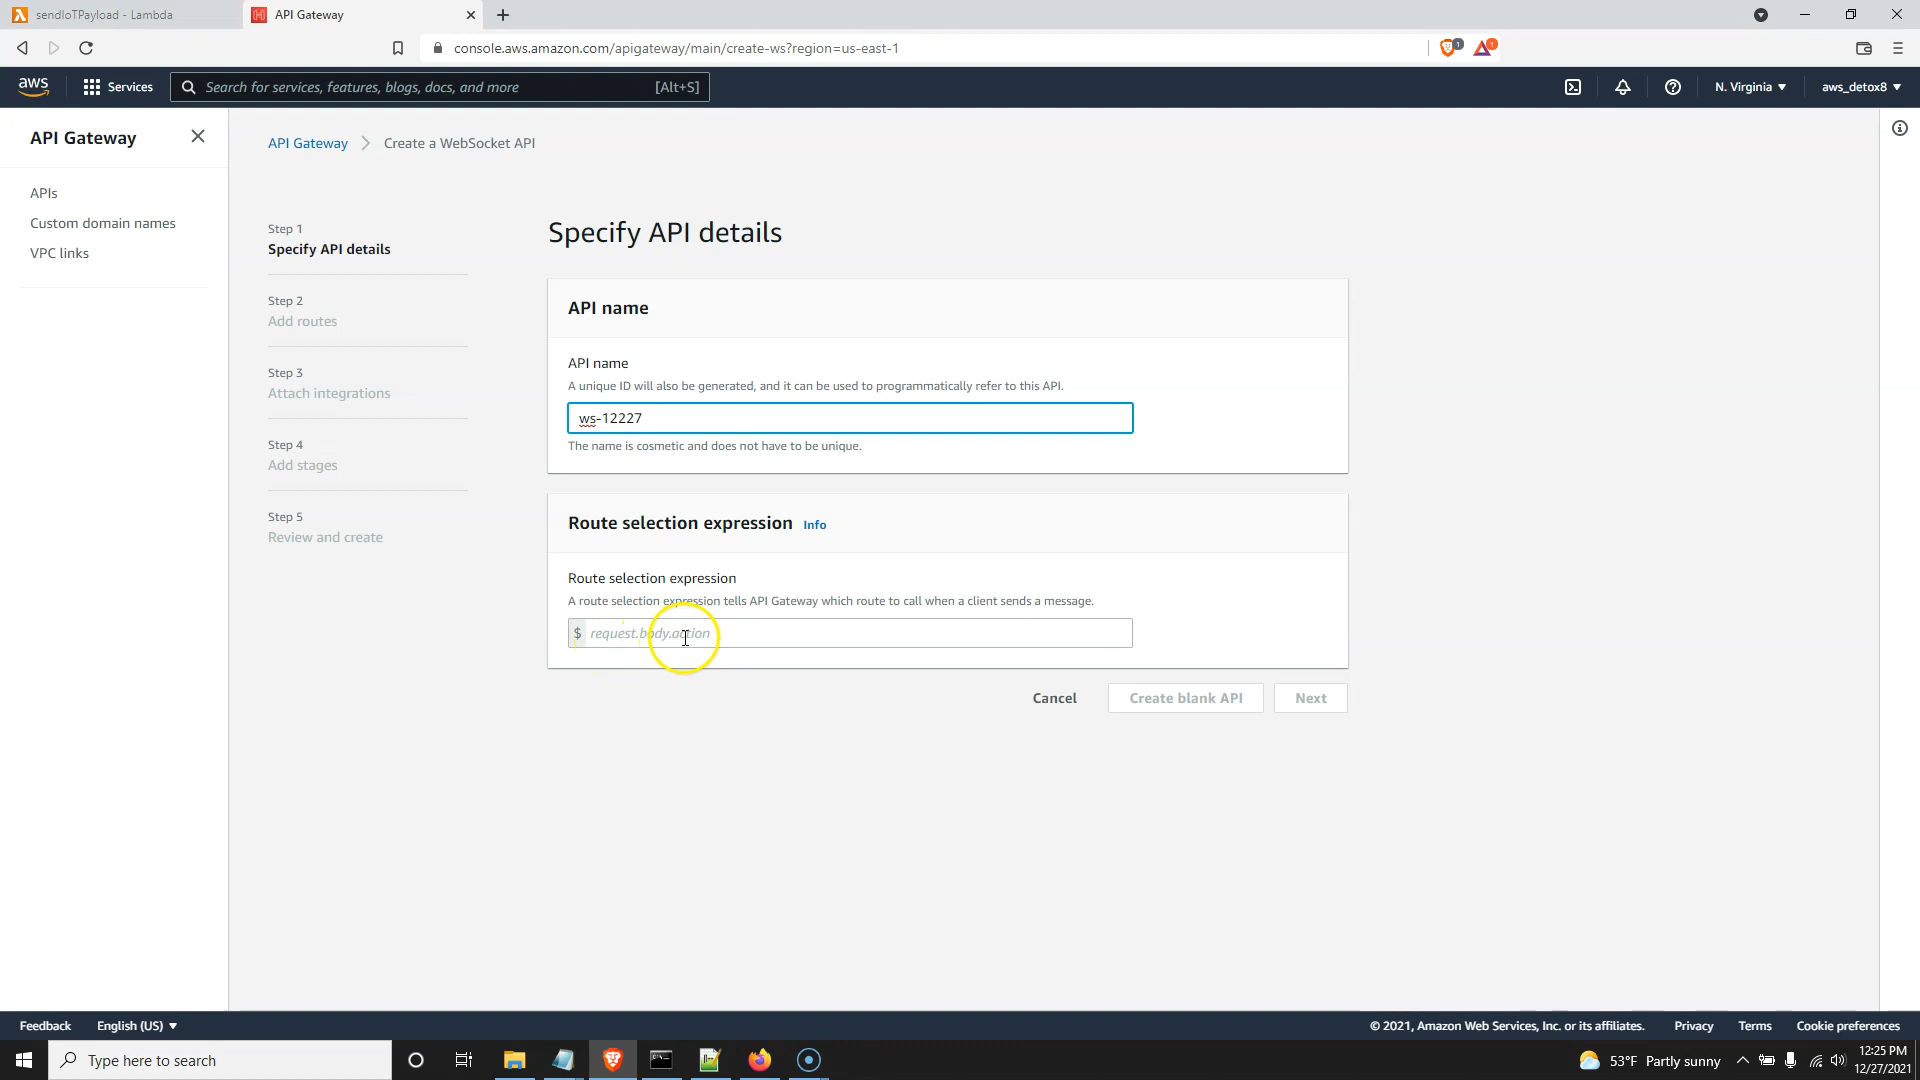 sendIoTPayload - Lambda
API Gateway
console.aws.amazon.com/apigateway/main/create-ws?region=us-east-1
1
1
aws
Services
Search for services, features, blogs, docs, and more
[Alt+S]
N. Virginia
aws_detox8
API Gateway
APIs
Custom domain names
VPC links
API Gateway
Create a WebSocket API
Step 1
Specify API details
Step 2
Add routes
Step 3
Attach integrations
Step 4
Add stages
Step 5
Review and create
Specify API details
API name
API name
A unique ID will also be generated, and it can be used to programmatically refer to this API.
ws-12227
The name is cosmetic and does not have to be unique.
Route selection expression Info
Route selection expression
A route selection expression tells API Gateway which route to call when a client sends a message.
$ request.body.action
Cancel
Create blank API
Next
Feedback
English (US)
© 2021, Amazon Web Services, Inc. or its affiliates.
Privacy
Terms
Cookie preferences
Type here to search
53°F Partly sunny
12:25 PM
12/27/2021